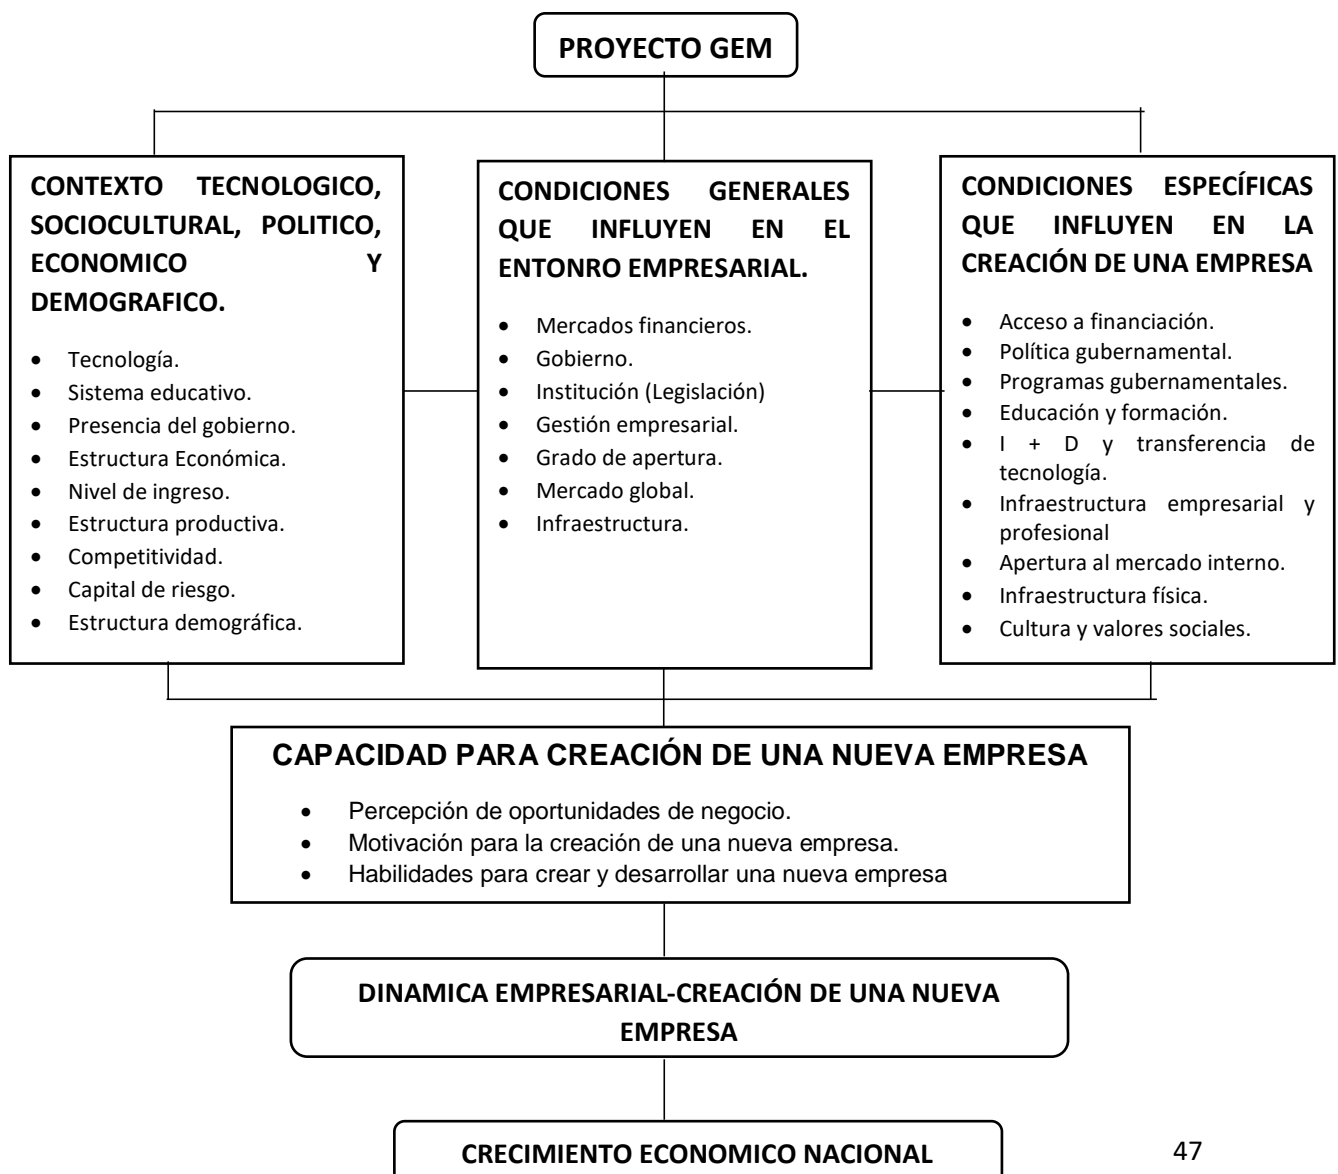 PROYECTO GEM
CONTEXTO TECNOLOGICO,
SOCIOCULTURAL, POLITICO,
ECONOMICO Y
DEMOGRAFICO.
• Tecnología.
• Sistema educativo.
• Presencia del gobierno.
• Estructura Económica.
• Nivel de ingreso.
• Estructura productiva.
• Competitividad.
• Capital de riesgo.
• Estructura demográfica.
CONDICIONES GENERALES
QUE INFLUYEN EN EL
ENTONRO EMPRESARIAL.
• Mercados financieros.
• Gobierno.
• Institución (Legislación)
• Gestión empresarial.
• Grado de apertura.
• Mercado global.
• Infraestructura.
CONDICIONES ESPECÍFICAS
QUE INFLUYEN EN LA
CREACIÓN DE UNA EMPRESA
• Acceso a financiación.
• Política gubernamental.
• Programas gubernamentales.
• Educación y formación.
• I + D y transferencia de
tecnología.
• Infraestructura empresarial y
profesional
• Apertura al mercado interno.
• Infraestructura física.
• Cultura y valores sociales.
CAPACIDAD PARA CREACIÓN DE UNA NUEVA EMPRESA
• Percepción de oportunidades de negocio.
• Motivación para la creación de una nueva empresa.
• Habilidades para crear y desarrollar una nueva empresa
DINAMICA EMPRESARIAL-CREACIÓN DE UNA NUEVA
EMPRESA
CRECIMIENTO ECONOMICO NACIONAL
47